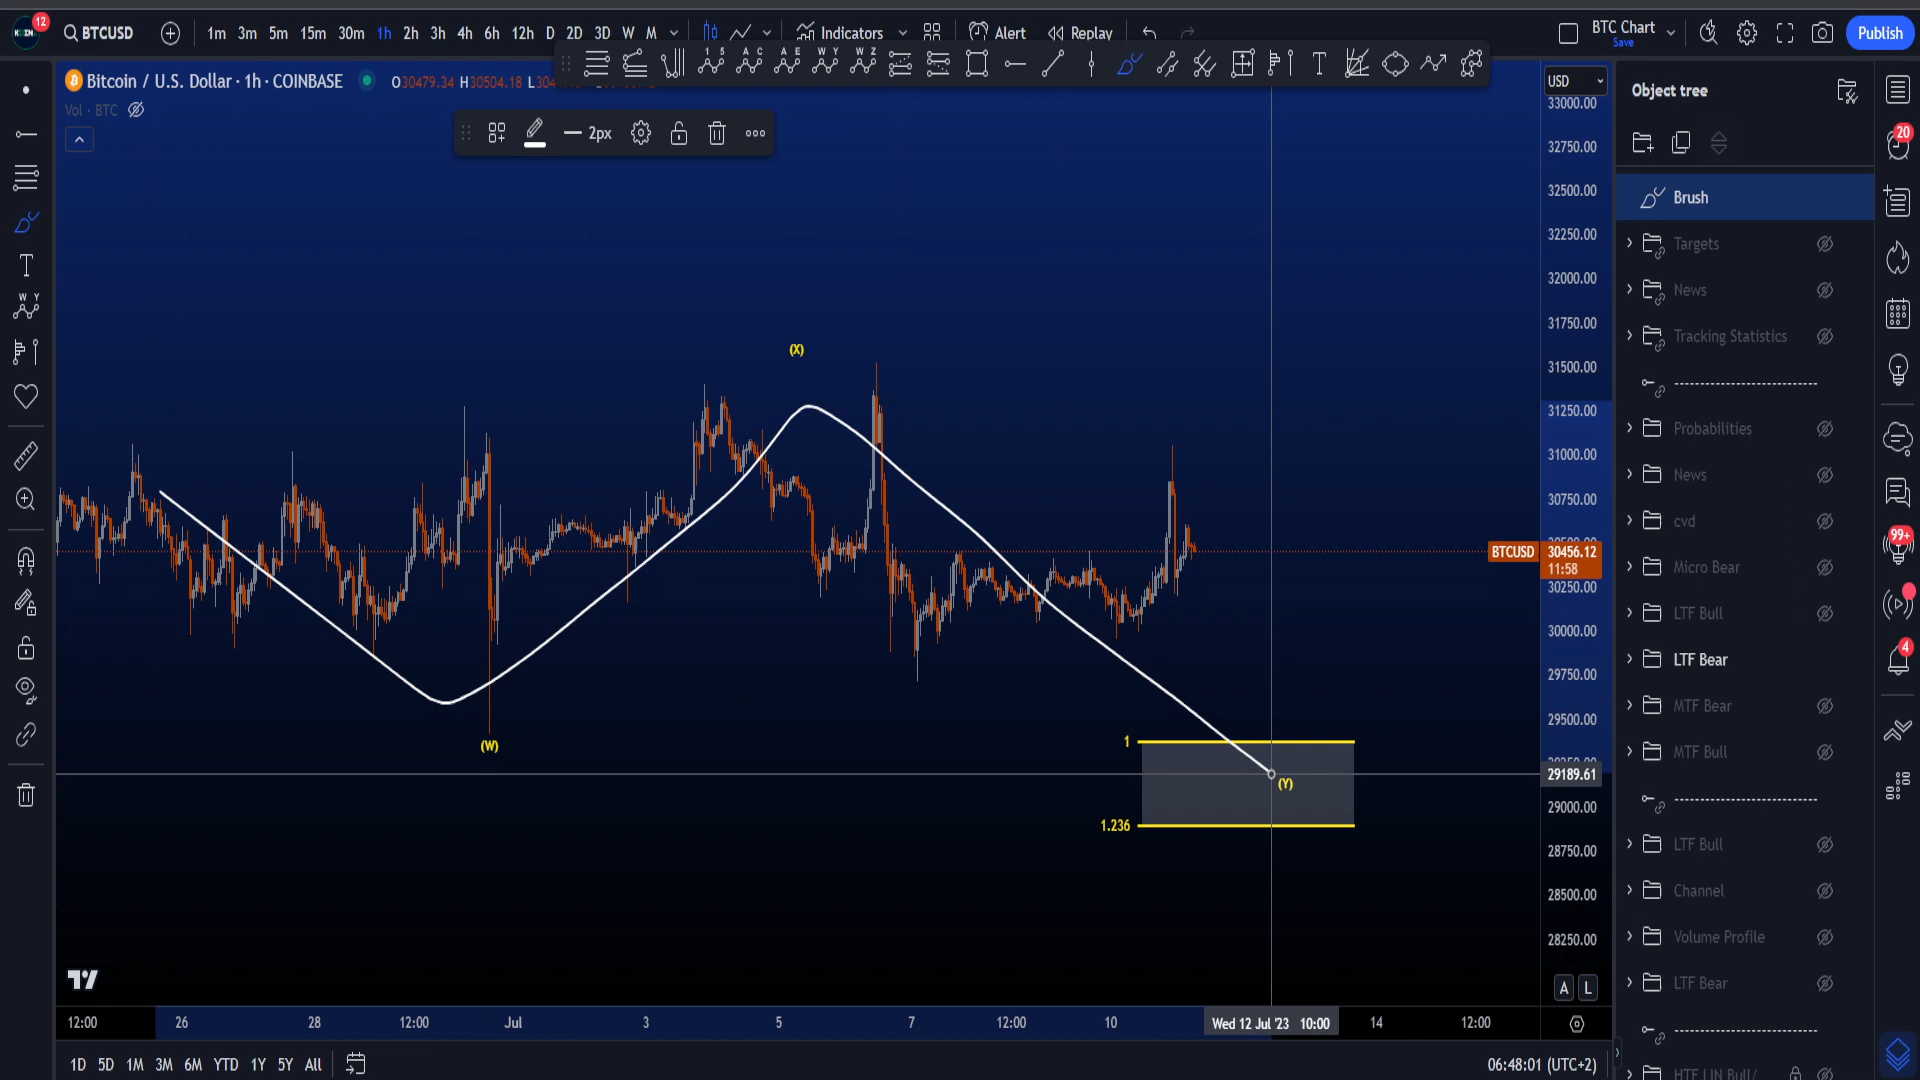 12
BTCUSD
1m 3m 5m 15m 30m 1h 2h 3h 4h 6h 12h D 2D 3D W M
Indicators
Alert
Replay
BTC Chart
Save
Publish
Bitcoin / U.S. Dollar · 1h · COINBASE
O30479.34 H30504.18
Vol · BTC
2px
USD
33000.00
32750.00
32500.00
32250.00
32000.00
31750.00
31500.00
31250.00
31000.00
30750.00
BTCUSD 30456.12
11:58
30250.00
30000.00
29750.00
29500.00
29189.61
29000.00
28750.00
28500.00
28250.00
A L
(X)
(W)
1
(Y)
1.236
12:00 26 28 12:00 Jul 3 5 7 12:00 10 Wed 12 Jul '23 10:00 14 12:00
1D 5D 1M 3M 6M YTD 1Y 5Y All
06:48:01 (UTC+2)
Object tree
Brush
Targets
News
Tracking Statistics
Probabilities
News
cvd
Micro Bear
LTF Bull
LTF Bear
MTF Bear
MTF Bull
LTF Bull
Channel
Volume Profile
LTF Bear
HTF LIN Bull/
20
99+
4